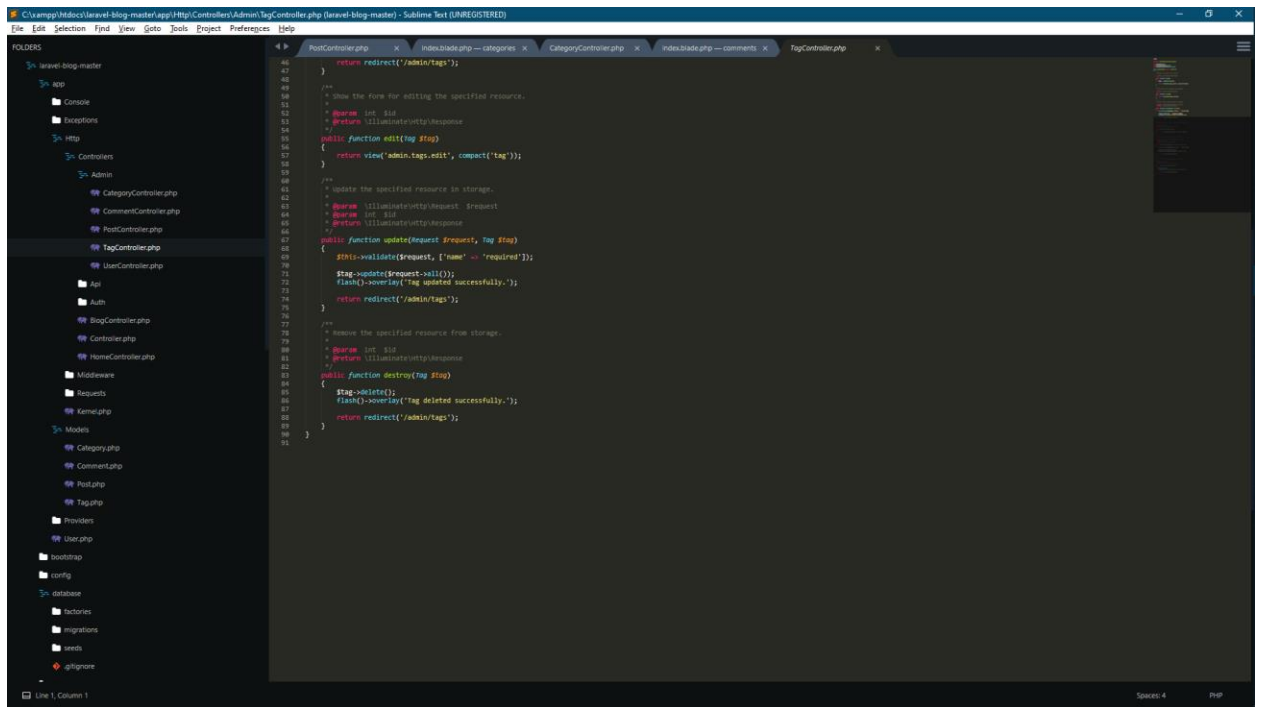 C:\xampp\htdocs\laravel-blog-master\app\Http\Controllers\Admin\TagController.php (laravel-blog-master) - Sublime Text (UNREGISTERED)
File Edit Selection Find View Goto Tools Project Preferences Help
FOLDERS
laravel-blog-master
app
Console
Exceptions
Http
Controllers
Admin
CategoryController.php
CommentController.php
PostController.php
TagController.php
UserController.php
Api
Auth
BlogController.php
Controller.php
HomeController.php
Middleware
Requests
Kernel.php
Models
Category.php
Comment.php
Post.php
Tag.php
Providers
User.php
bootstrap
config
database
factories
migrations
seeds
.gitignore
PostController.php × index.blade.php — categories × CategoryController.php × index.blade.php — comments × TagController.php ×
46 return redirect('/admin/tags');
47 }
48
49 /**
50 * Show the form for editing the specified resource.
51 *
52 * @param int $id
53 * @return \Illuminate\Http\Response
54 */
55 public function edit(Tag $tag)
56 {
57 return view('admin.tags.edit', compact('tag'));
58 }
59
60 /**
61 * Update the specified resource in storage.
62 *
63 * @param \Illuminate\Http\Request $request
64 * @param int $id
65 * @return \Illuminate\Http\Response
66 */
67 public function update(Request $request, Tag $tag)
68 {
69 $this->validate($request, ['name' => 'required']);
70
71 $tag->update($request->all());
72 flash()->overlay('Tag updated successfully.');
73
74 return redirect('/admin/tags');
75 }
76
77 /**
78 * Remove the specified resource from storage.
79 *
80 * @param int $id
81 * @return \Illuminate\Http\Response
82 */
83 public function destroy(Tag $tag)
84 {
85 $tag->delete();
86 flash()->overlay('Tag deleted successfully.');
87
88 return redirect('/admin/tags');
89 }
90 }
91
Line 1, Column 1
Spaces: 4 PHP